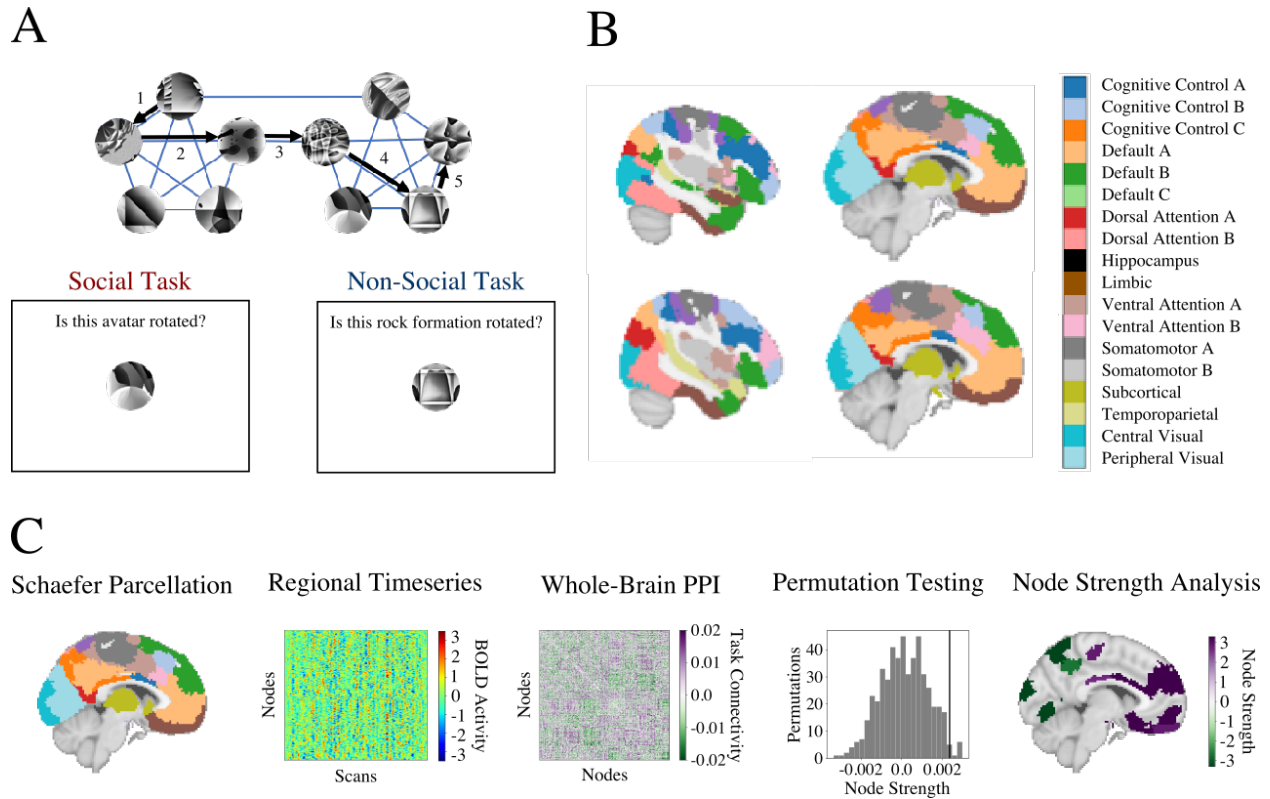 A
1
2
3
4
5
Social Task
Is this avatar rotated?
Non-Social Task
Is this rock formation rotated?
B
Cognitive Control A
Cognitive Control B
Cognitive Control C
Default A
Default B
Default C
Dorsal Attention A
Dorsal Attention B
Hippocampus
Limbic
Ventral Attention A
Ventral Attention B
Somatomotor A
Somatomotor B
Subcortical
Temporoparietal
Central Visual
Peripheral Visual
C
Schaefer Parcellation
Regional Timeseries
Nodes
Scans
3
2
1
0
-1
-2
-3
BOLD Activity
Whole-Brain PPI
Nodes
Nodes
0.02
0.01
0.0
-0.01
-0.02
Task Connectivity
Permutation Testing
Permutations
40
30
20
10
0
-0.002
0.0
0.002
Node Strength
Node Strength Analysis
3
2
1
0
-1
-2
-3
Node Strength